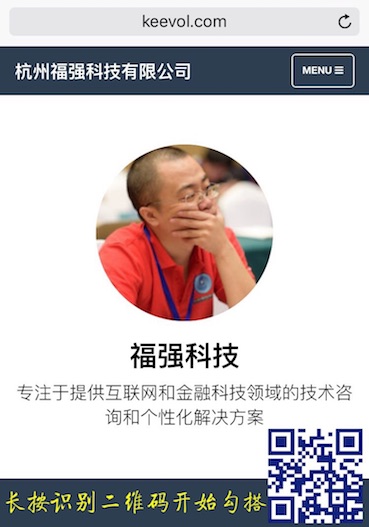 keevol.com
杭州福强科技有限公司
MENU
福强科技
专注于提供互联网和金融科技领域的技术咨
询和个性化解决方案
长按识别二维码开始勾搭